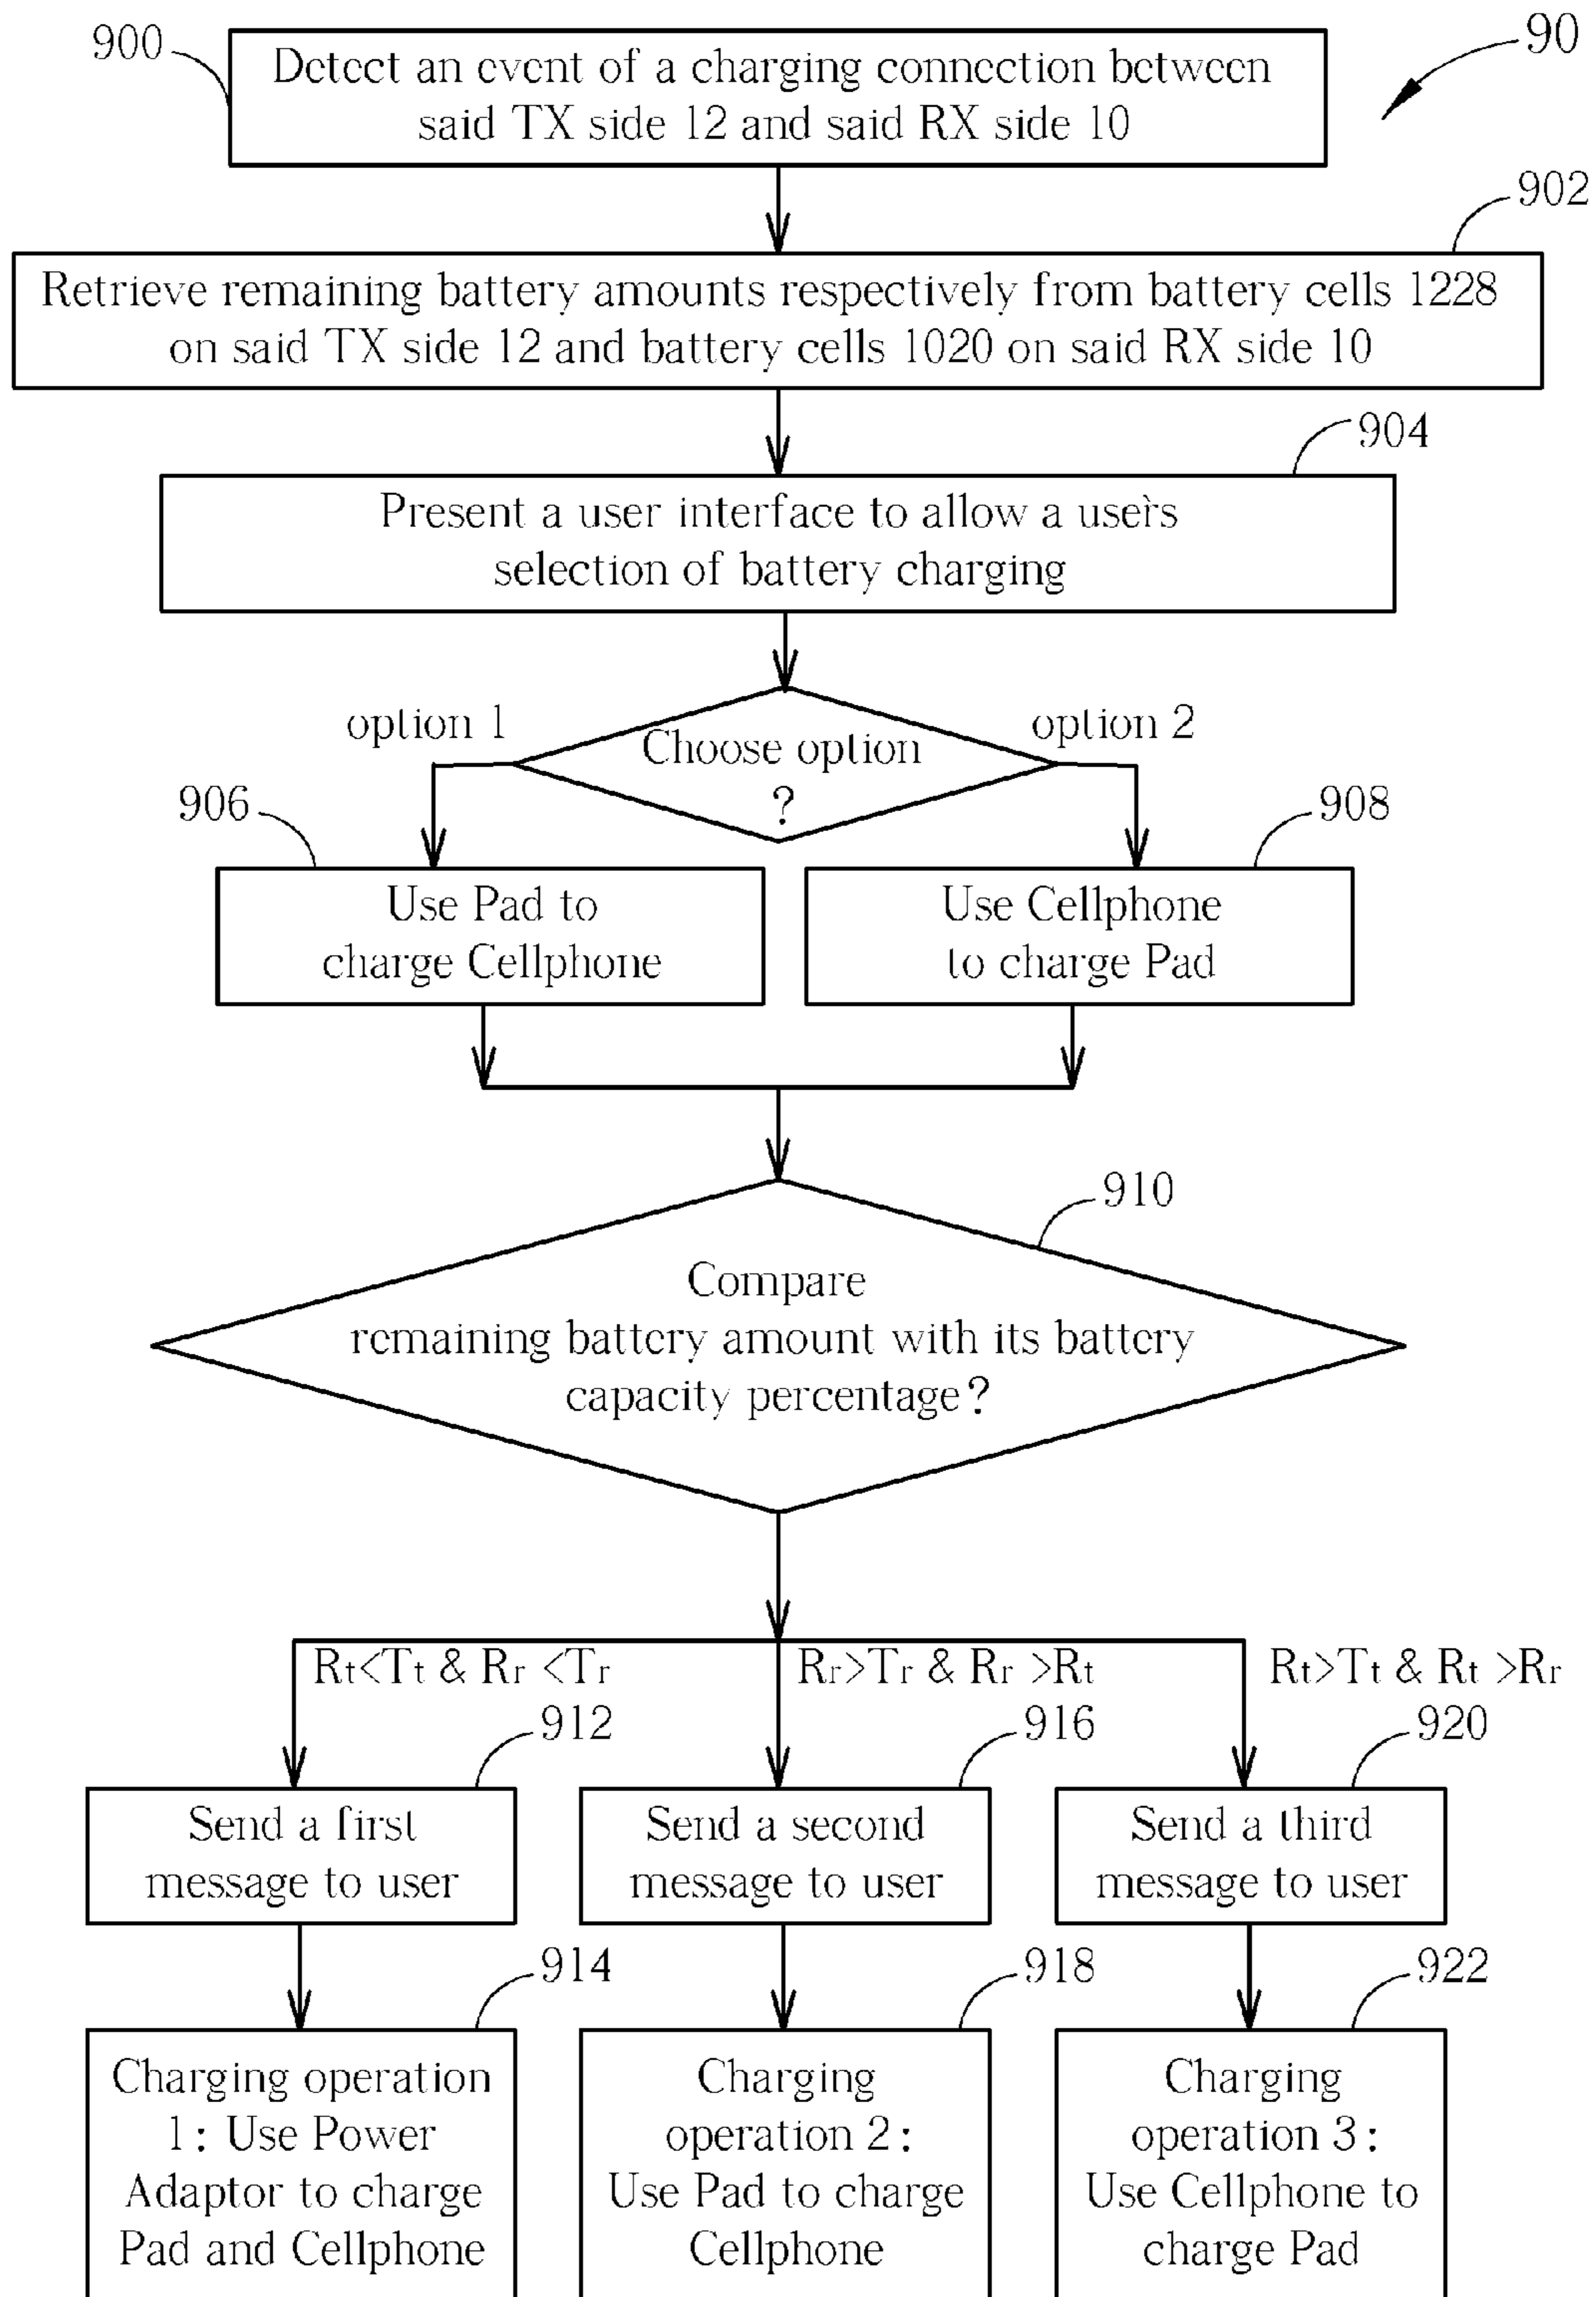 900
90
Detect an event of a charging connection between
said TX side 12 and said RX side 10
902
Retrieve remaining battery amounts respectively from battery cells 1228
on said TX side 12 and battery cells 1020 on said RX side 10
904
Present a user interface to allow a user's
selection of battery charging
option 1
Choose option
?
option 2
906
908
Use Pad to
charge Cellphone
Use Cellphone
to charge Pad
910
Compare
remaining battery amount with its battery
capacity percentage?
Rt<Tt & Rr <Tr
Rr>Tr & Rr >Rt
Rt>Tt & Rt >Rr
912
916
920
Send a first
message to user
Send a second
message to user
Send a third
message to user
914
918
922
Charging operation
1: Use Power
Adaptor to charge
Pad and Cellphone
Charging
operation 2:
Use Pad to charge
Cellphone
Charging
operation 3:
Use Cellphone to
charge Pad